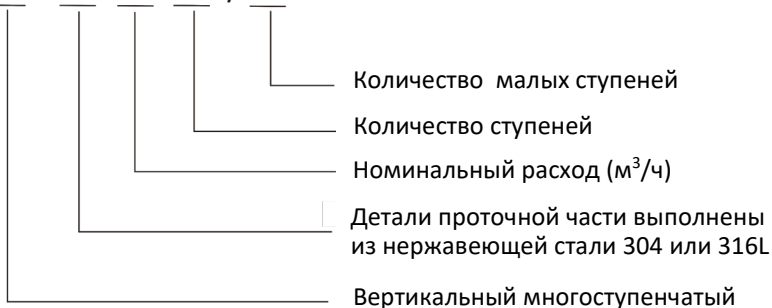 /
Количество малых ступеней
Количество ступеней
Номинальный расход (м³/ч)
Детали проточной части выполнены
из нержавеющей стали 304 или 316L
Вертикальный многоступенчатый